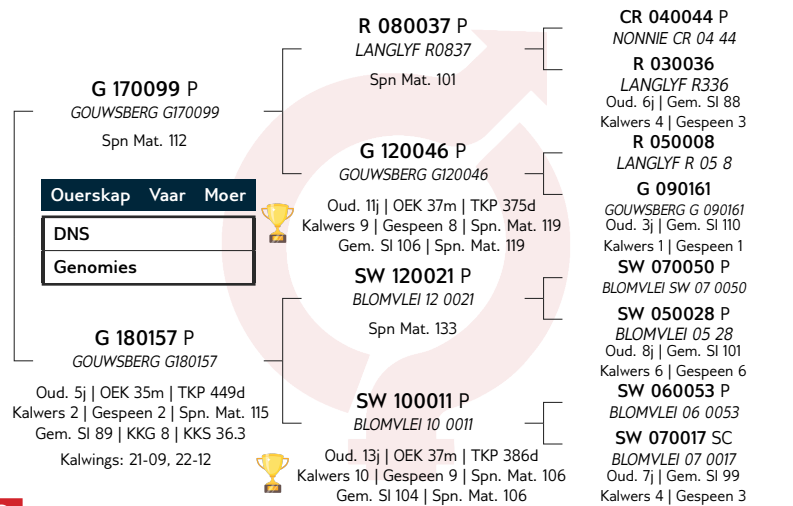 G 170099 P
GOUWSBERG G170099
Spn Mat. 112
Ouerskap Vaar Moer
DNS
Genomies
G 180157 P
GOUWSBERG G180157
Oud. 5j | OEK 35m | TKP 449d
Kalwers 2 | Gespeen 2 | Spn. Mat. 115
Gem. SI 89 | KKG 8 | KKS 36.3
Kalwings: 21-09, 22-12
R 080037 P
LANGLYF R0837
Spn Mat. 101
G 120046 P
GOUWSBERG G120046
Oud. 11j | OEK 37m | TKP 375d
Kalwers 9 | Gespeen 8 | Spn. Mat. 119
Gem. SI 106 | Spn. Mat. 119
SW 120021 P
BLOMVLEI 12 0021
Spn Mat. 133
SW 100011 P
BLOMVLEI 10 0011
Oud. 13j | OEK 37m | TKP 386d
Kalwers 10 | Gespeen 9 | Spn. Mat. 106
Gem. SI 104 | Spn. Mat. 106
CR 040044 P
NONNIE CR 04 44
R 030036
LANGLYF R336
Oud. 6j | Gem. SI 88
Kalwers 4 | Gespeen 3
R 050008
LANGLYF R 05 8
G 090161
GOUWSBERG G 090161
Oud. 3j | Gem. SI 110
Kalwers 1 | Gespeen 1
SW 070050 P
BLOMVLEI SW 07 0050
SW 050028 P
BLOMVLEI 05 28
Oud. 8j | Gem. SI 101
Kalwers 6 | Gespeen 6
SW 060053 P
BLOMVLEI 06 0053
SW 070017 SC
BLOMVLEI 07 0017
Oud. 7j | Gem. SI 99
Kalwers 4 | Gespeen 3